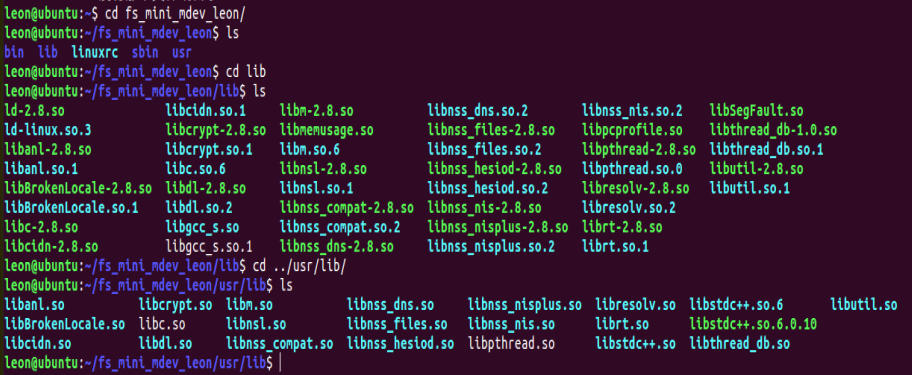 leon@ubuntu:~$ cd fs_mini_mdev_leon/
leon@ubuntu:~/fs_mini_mdev_leon$ ls
bin lib linuxrc sbin usr
leon@ubuntu:~/fs_mini_mdev_leon$ cd lib
leon@ubuntu:~/fs_mini_mdev_leon/lib$ ls
ld-2.8.so libcidn.so.1 libm-2.8.so libnss_dns.so.2 libnss_nis.so.2 libSegFault.so
ld-linux.so.3 libcrypt-2.8.so libmemusage.so libnss_files-2.8.so libpcprofile.so libthread_db-1.0.so
libanl-2.8.so libcrypt.so.1 libm.so.6 libnss_files.so.2 libpthread-2.8.so libthread_db.so.1
libanl.so.1 libc.so.6 libnsl-2.8.so libnss_hesiod-2.8.so libpthread.so.0 libutil-2.8.so
libBrokenLocale-2.8.so libdl-2.8.so libnsl.so.1 libnss_hesiod.so.2 libresolv-2.8.so libutil.so.1
libBrokenLocale.so.1 libdl.so.2 libnss_compat-2.8.so libnss_nis-2.8.so libresolv.so.2
libc-2.8.so libgcc_s.so libnss_compat.so.2 libnss_nisplus-2.8.so librt-2.8.so
libcidn-2.8.so libgcc_s.so.1 libnss_dns-2.8.so libnss_nisplus.so.2 librt.so.1
leon@ubuntu:~/fs_mini_mdev_leon/lib$ cd ../usr/lib/
leon@ubuntu:~/fs_mini_mdev_leon/usr/lib$ ls
libanl.so libcrypt.so libm.so libnss_dns.so libnss_nisplus.so libresolv.so libstdc++.so.6 libutil.so
libBrokenLocale.so libc.so libnsl.so libnss_files.so libnss_nis.so librt.so libstdc++.so.6.0.10
libcidn.so libdl.so libnss_compat.so libnss_hesiod.so libpthread.so libstdc++.so libthread_db.so
leon@ubuntu:~/fs_mini_mdev_leon/usr/lib$